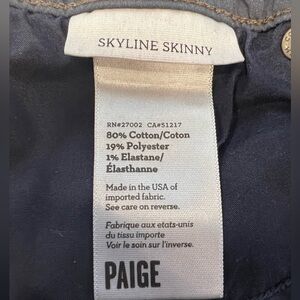 SKYLINE SKINNY
RN#27002 CA#51217
80% Cotton/Coton
19% Polyester
1% Elastane/
Élasthanne
Made in the USA of
imported fabric.
See care on reverse.
Fabrique aux etats-unis
du tissu importe
Voir le soin sur l'inverse.
PAIGE